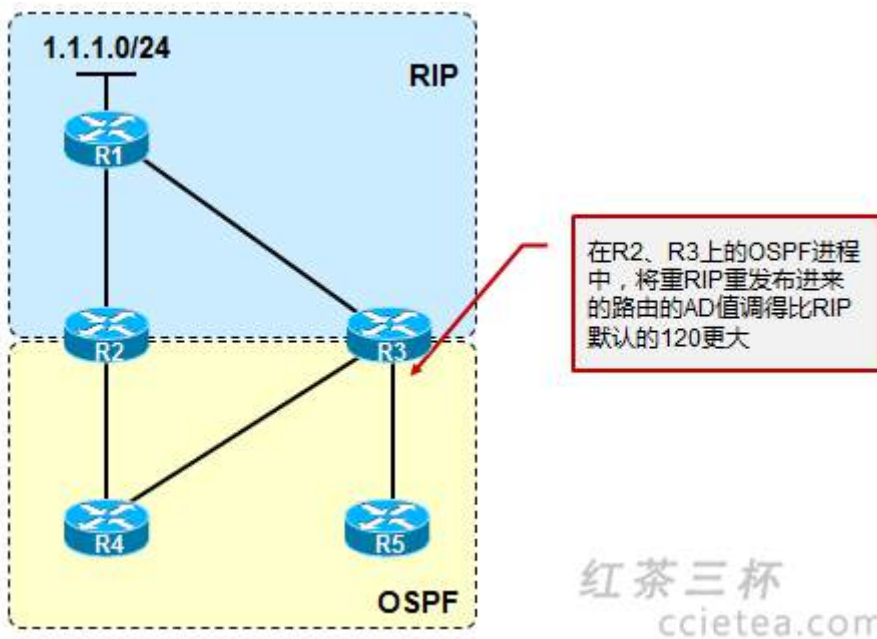 1.1.1.0/24
RIP
R1
在R2、R3上的OSPF进程
中，将重RIP重发布进来
的路由的AD值调得比RIP
默认的120更大
R2
R3
R4
R5
OSPF
红茶三杯
ccietea.com